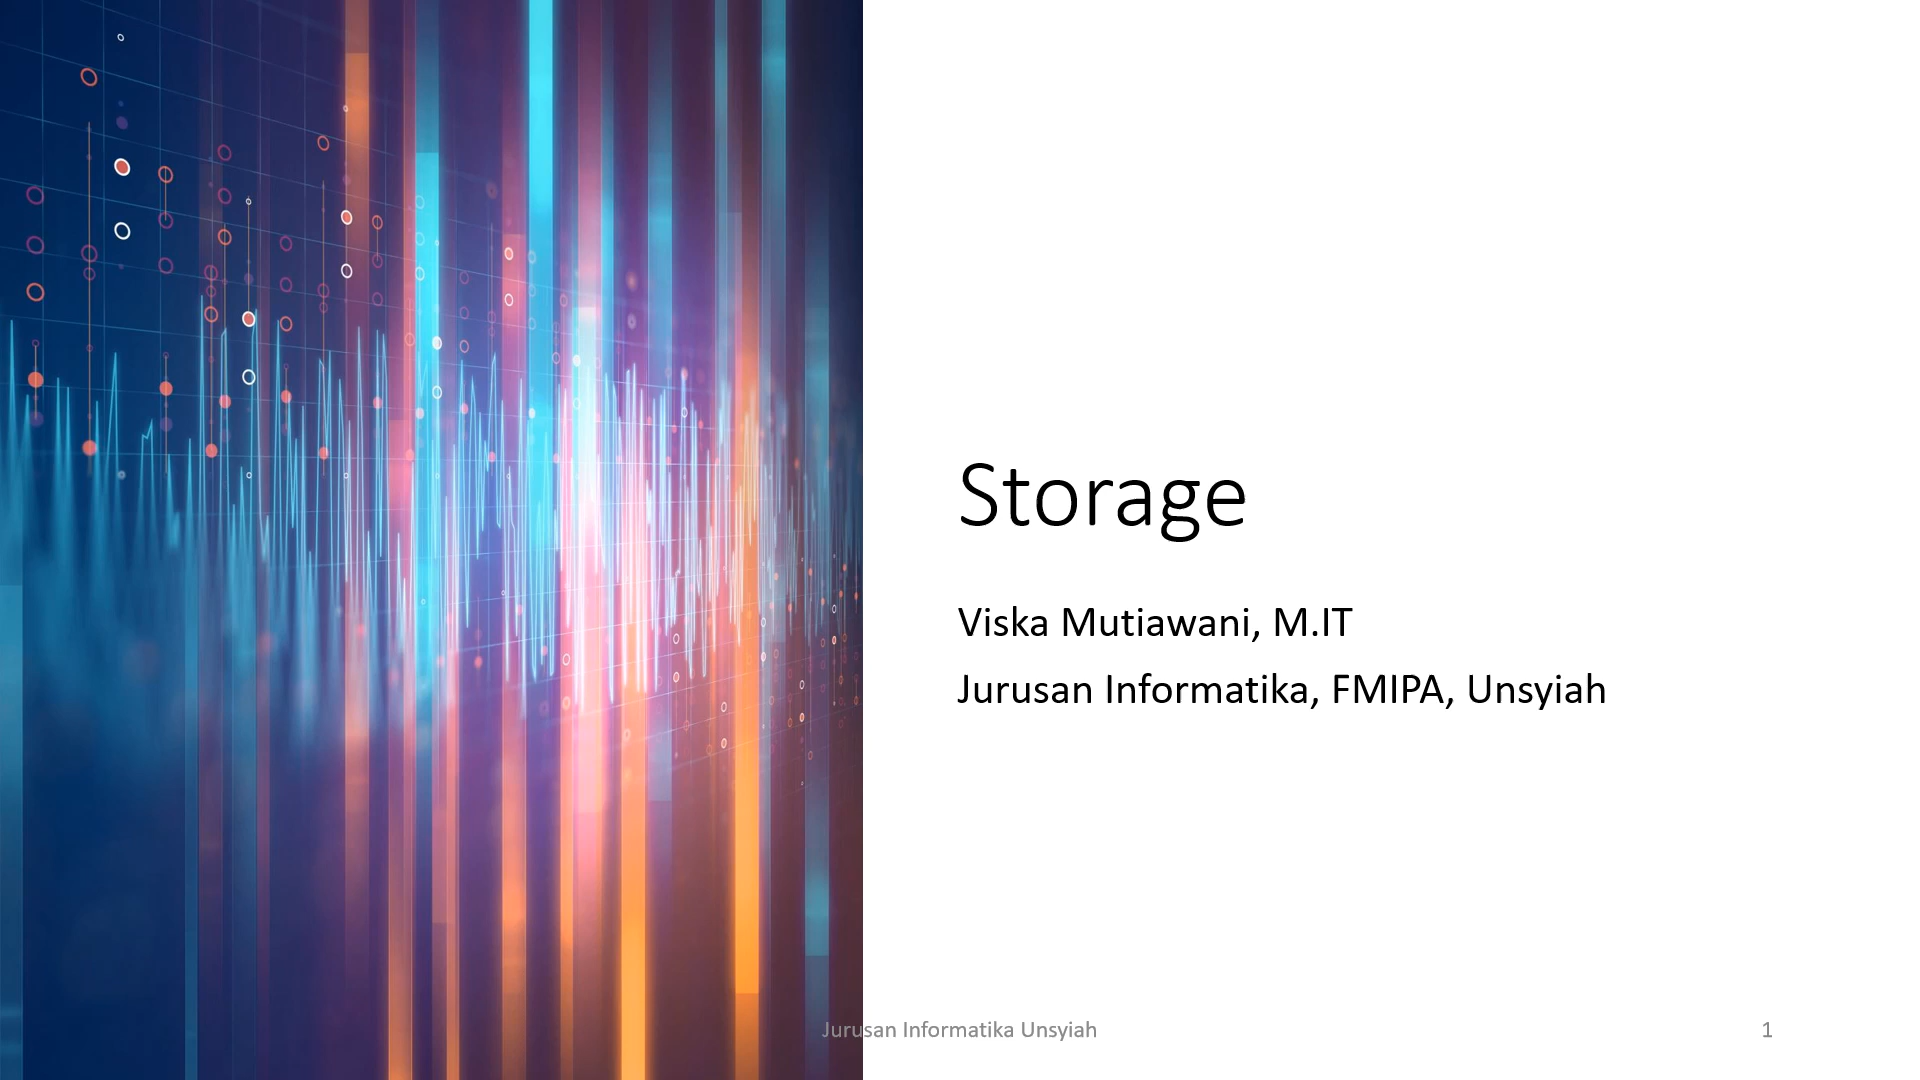 Storage
Viska Mutiawani, M.IT
Jurusan Informatika, FMIPA, Unsyiah
Jurusan Informatika Unsyiah
1